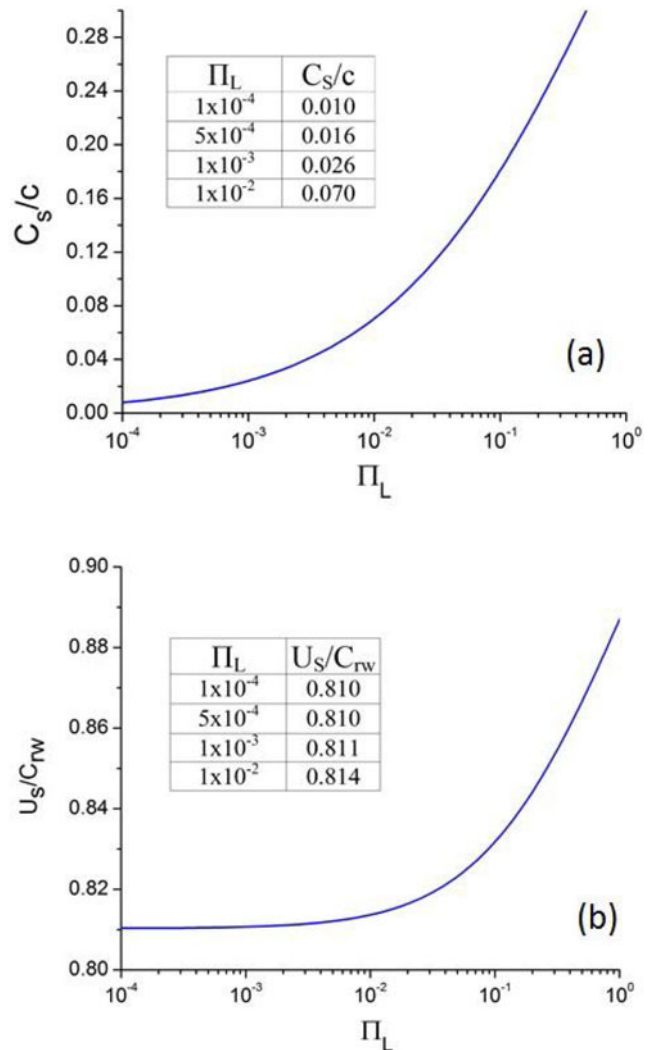 0.28
0.24
0.20
0.16
0.12
0.08
0.04
0.00
C_S/c
Π_L C_S/c
1x10⁻⁴ 0.010
5x10⁻⁴ 0.016
1x10⁻³ 0.026
1x10⁻² 0.070
(a)
10⁻⁴ 10⁻³ 10⁻² 10⁻¹ 10⁰
Π_L
0.90
0.88
0.86
0.84
0.82
0.80
U_S/C_rw
Π_L U_S/C_rw
1x10⁻⁴ 0.810
5x10⁻⁴ 0.810
1x10⁻³ 0.811
1x10⁻² 0.814
(b)
10⁻⁴ 10⁻³ 10⁻² 10⁻¹ 10⁰
Π_L